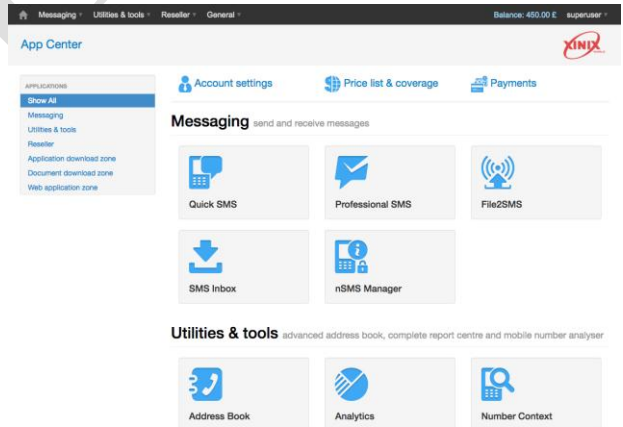 Messaging Utilities & tools Reseller General Balance: 450.00 £ superuser
App Center
XINIX
APPLICATIONS
Show All
Messaging
Utilities & tools
Reseller
Application download zone
Document download zone
Web application zone
Account settings Price list & coverage Payments
Messaging send and receive messages
Quick SMS Professional SMS File2SMS
SMS Inbox nSMS Manager
Utilities & tools advanced address book, complete report centre and mobile number analyser
Address Book Analytics Number Context